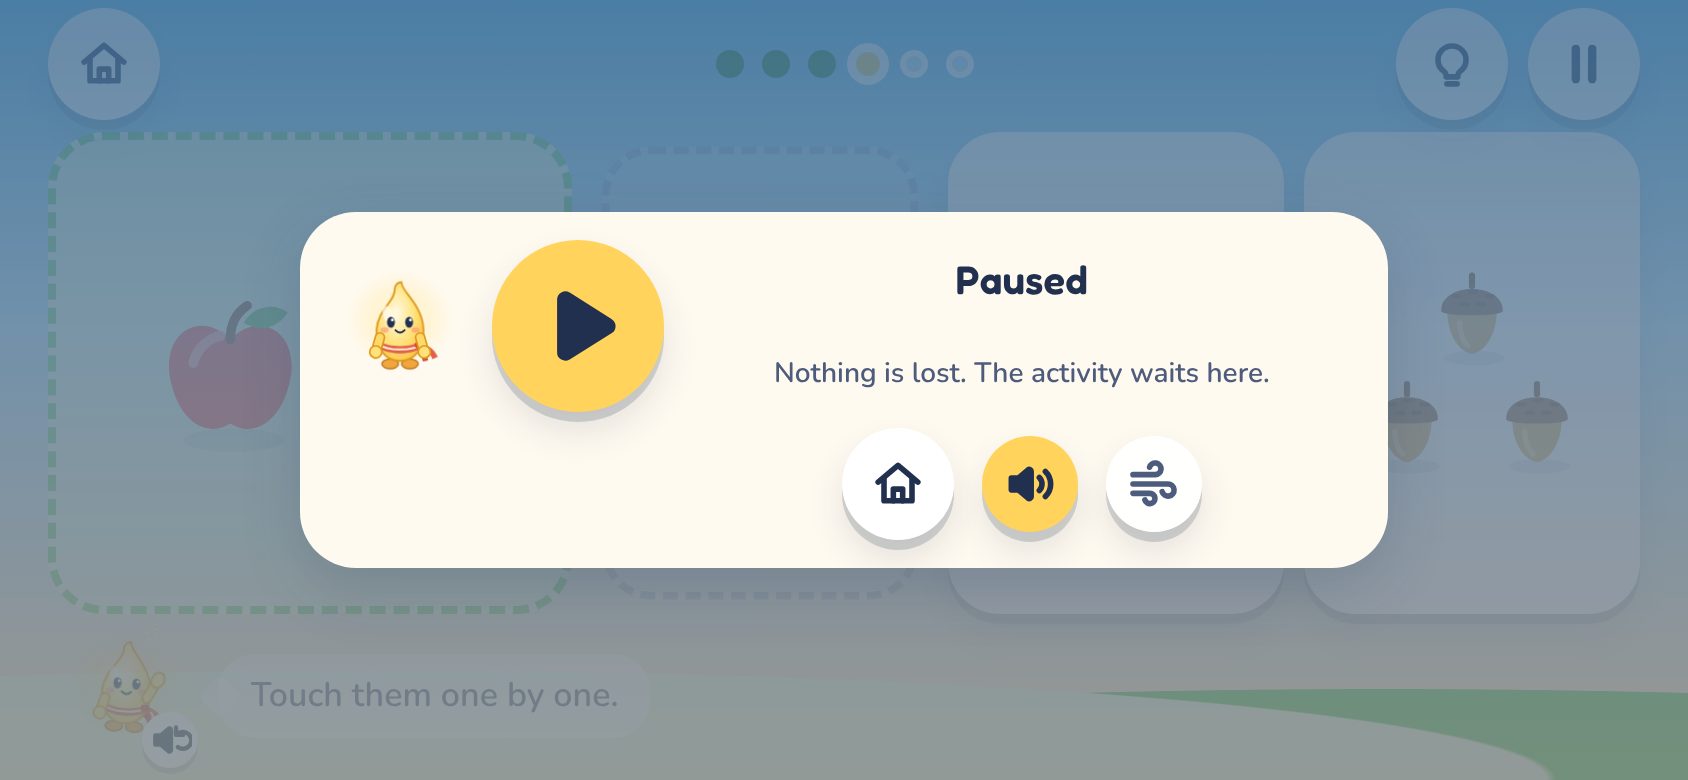 Paused
Nothing is lost. The activity waits here.
Touch them one by one.